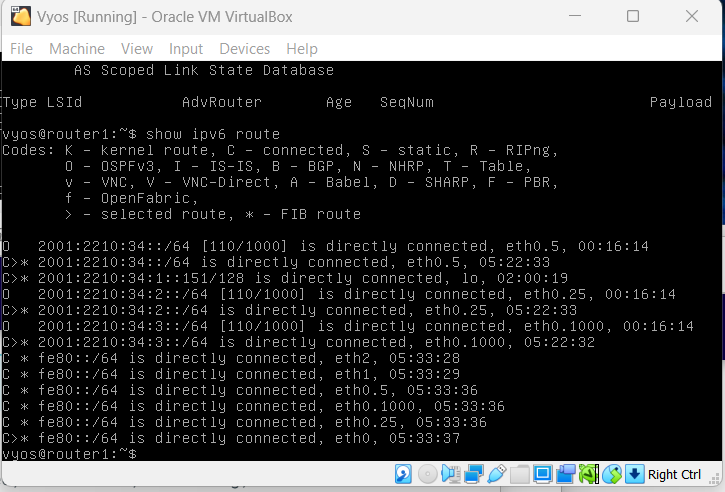 Vyos [Running] - Oracle VM VirtualBox
File Machine View Input Devices Help
AS Scoped Link State Database
Type LSId AdvRouter Age SeqNum Payload
vyos@router1:~$ show ipv6 route
Codes: K - kernel route, C - connected, S - static, R - RIPng,
O - OSPFv3, I - IS-IS, B - BGP, N - NHRP, T - Table,
v - VNC, V - VNC-Direct, A - Babel, D - SHARP, F - PBR,
f - OpenFabric,
> - selected route, * - FIB route
O 2001:2210:34::/64 [110/1000] is directly connected, eth0.5, 00:16:14
C>* 2001:2210:34::/64 is directly connected, eth0.5, 05:22:33
C>* 2001:2210:34:1::151/128 is directly connected, lo, 02:00:19
O 2001:2210:34:2::/64 [110/1000] is directly connected, eth0.25, 00:16:14
C>* 2001:2210:34:2::/64 is directly connected, eth0.25, 05:22:33
O 2001:2210:34:3::/64 [110/1000] is directly connected, eth0.1000, 00:16:14
C>* 2001:2210:34:3::/64 is directly connected, eth0.1000, 05:22:32
C * fe80::/64 is directly connected, eth2, 05:33:28
C * fe80::/64 is directly connected, eth1, 05:33:29
C * fe80::/64 is directly connected, eth0.5, 05:33:36
C * fe80::/64 is directly connected, eth0.1000, 05:33:36
C * fe80::/64 is directly connected, eth0.25, 05:33:36
C>* fe80::/64 is directly connected, eth0, 05:33:37
vyos@router1:~$
Right Ctrl